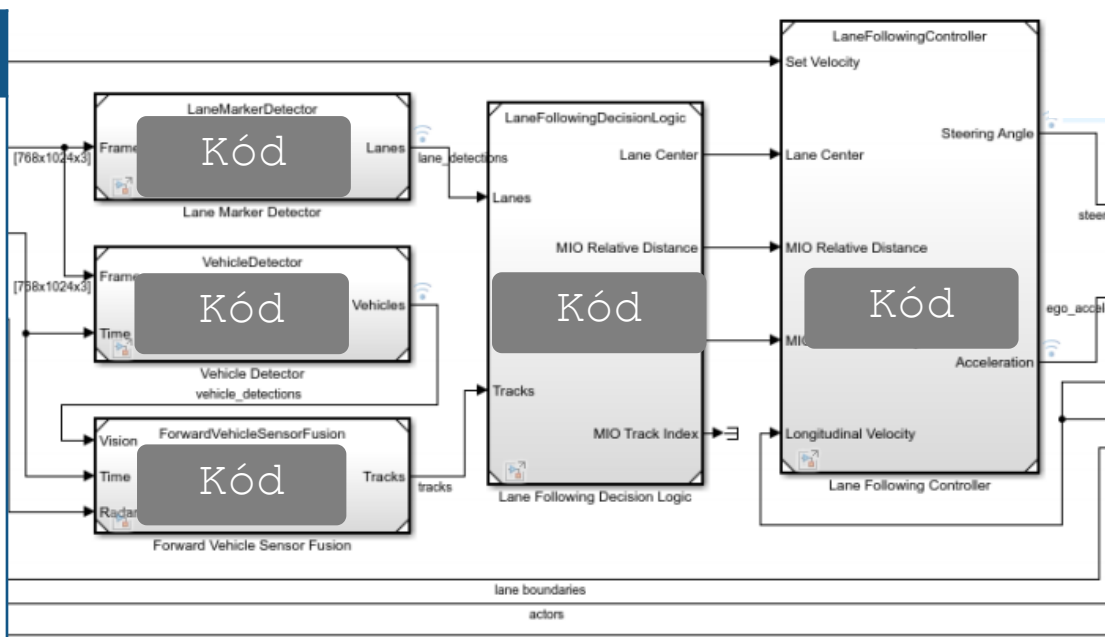 LaneFollowingController
Set Velocity
Steering Angle
Lane Center
MIO Relative Distance
Kód
Acceleration
Longitudinal Velocity
Lane Following Controller
LaneMarkerDetector
[768x1024x3]
Frame
Kód
Lanes
lane_detections
Lane Marker Detector
LaneFollowingDecisionLogic
Lane Center
Lanes
MIO Relative Distance
Kód
Tracks
MIO Track Index
Lane Following Decision Logic
VehicleDetector
[768x1024x3]
Frame
Kód
Vehicles
Time
Vehicle Detector
vehicle_detections
ForwardVehicleSensorFusion
Vision
Kód
Time
Tracks
tracks
Radar
Forward Vehicle Sensor Fusion
lane boundaries
actors